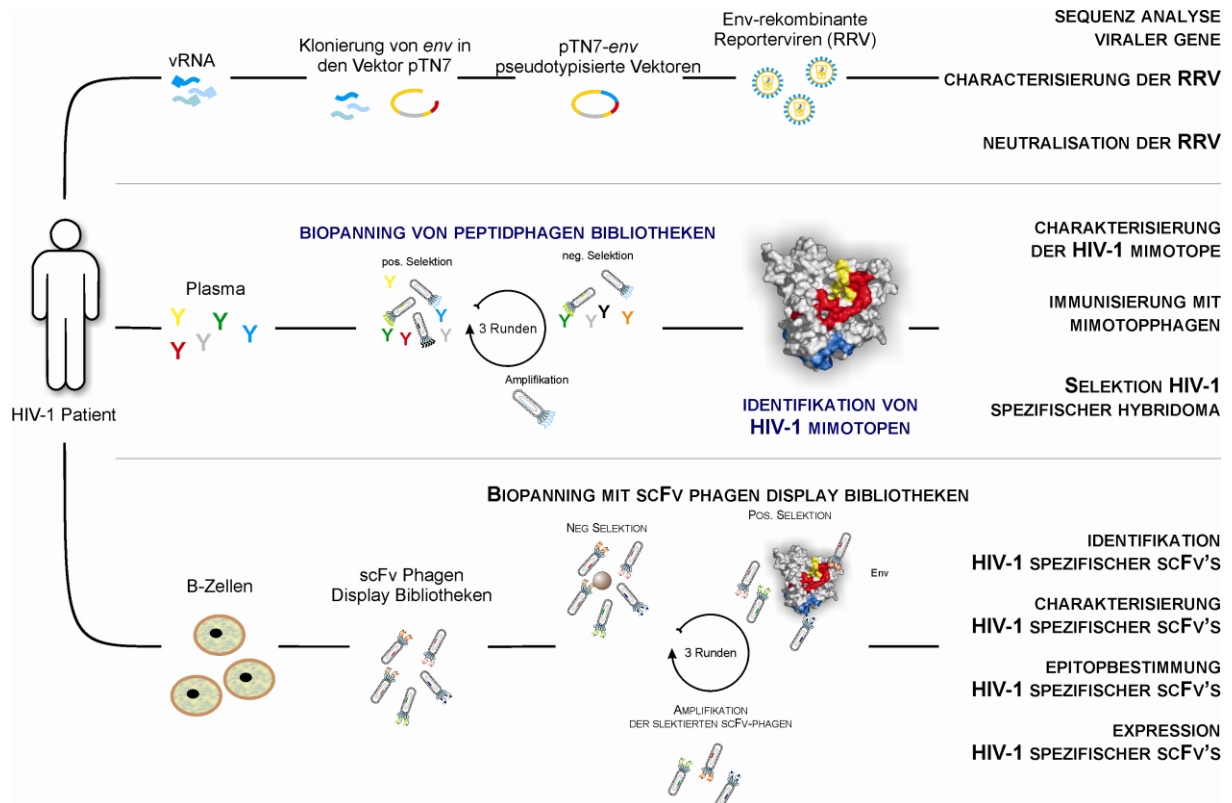 vRNA
Klonierung von env in
den Vektor pTN7
pTN7-env
pseudotypisierte Vektoren
Env-rekombinante
Reporterviren (RRV)
SEQUENZ ANALYSE
VIRALER GENE
CHARACTERISIERUNG DER RRV
NEUTRALISATION DER RRV
HIV-1 Patient
Plasma
BIOPANNING VON PEPTIDPHAGEN BIBLIOTHEKEN
pos. Selektion
neg. Selektion
3 Runden
Amplifikation
IDENTIFIKATION VON
HIV-1 MIMOTOPEN
CHARAKTERISIERUNG
DER HIV-1 MIMOTOPE
IMMUNISIERUNG MIT
MIMOTOPPHAGEN
SELEKTION HIV-1
SPEZIFISCHER HYBRIDOMA
B-Zellen
scFv Phagen
Display Bibliotheken
BIOPANNING MIT SCFV PHAGEN DISPLAY BIBLIOTHEKEN
NEG SELEKTION
POS. SELEKTION
Env
3 Runden
AMPLIFIKATION
DER SLEKTIERTEN SCFV-PHAGEN
IDENTIFIKATION
HIV-1 SPEZIFISCHER SCFV'S
CHARAKTERISIERUNG
HIV-1 SPEZIFISCHER SCFV'S
EPITOPBESTIMMUNG
HIV-1 SPEZIFISCHER SCFV'S
EXPRESSION
HIV-1 SPEZIFISCHER SCFV'S